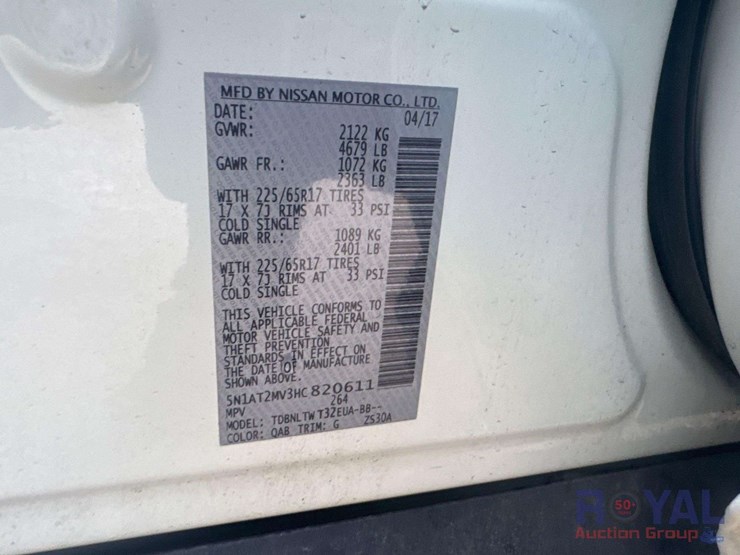 MFD BY NISSAN MOTOR CO., LTD.
DATE: 04/17
GVWR: 2122 KG
4679 LB
GAWR FR.: 1072 KG
2363 LB
WITH 225/65R17 TIRES
17 X 7J RIMS AT 33 PSI
COLD SINGLE
GAWR RR.: 1089 KG
2401 LB
WITH 225/65R17 TIRES
17 X 7J RIMS AT 33 PSI
COLD SINGLE
THIS VEHICLE CONFORMS TO
ALL APPLICABLE FEDERAL
MOTOR VEHICLE SAFETY AND
THEFT PREVENTION
STANDARDS IN EFFECT ON
THE DATE OF MANUFACTURE
SHOWN ABOVE.
5N1AT2MV3HC 820611
MPV 264
MODEL: TDBNLTW T32EUA-BB--
COLOR: QAB TRIM: G ZS30A
ROYAL
50
Auction Group